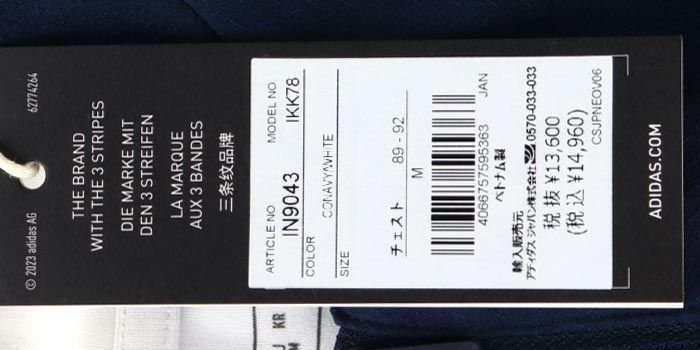 62774264
THE BRAND
WITH THE 3 STRIPES
DIE MARKE MIT
DEN 3 STREIFEN
LA MARQUE
AUX 3 BANDES
三条纹品牌
© 2023 adidas AG
ARTICLE NO
MODEL NO.
IN9043
IKK78
COLOR
CONAVY/WHITE
SIZE
チェスト 89 - 92
M
JAN
4066757595363
ベトナム製
輸入販売元
アディダス ジャパン株式会社 0570-033-033
税 抜 ¥13,600
(税 込 ¥14,960)
CSJPNEOV06
ADIDAS.COM
J KR
M